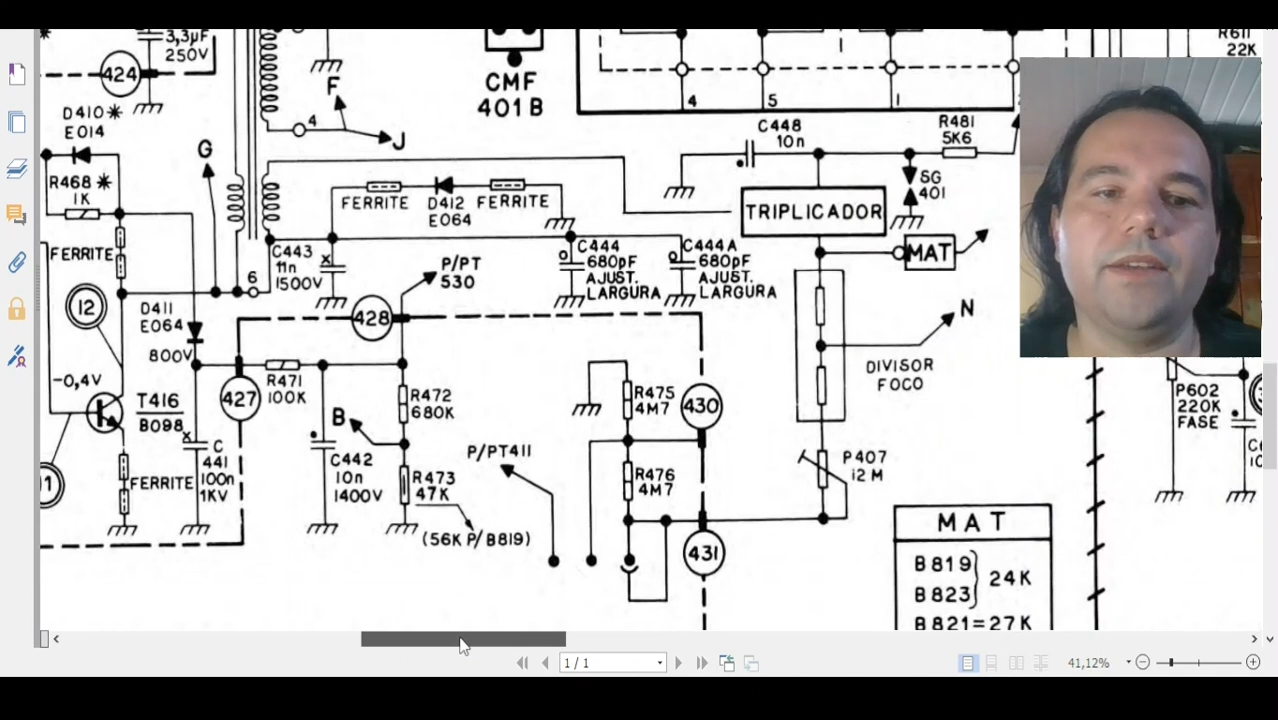 3,3µF
250V
424
D410*
E014
R468*
1K
FERRITE
12
D411
E064
800V
-0,4V
T416
B098
C
441
100n
1KV
FERRITE
G
F
4
J
CMF
401B
4
5
1
R611
22K
FERRITE
D412
E064
FERRITE
C443
11n
1500V
6
P/PT
530
428
427
R471
100K
C442
10n
1400V
R472
680K
B
R473
47K
(56K P/B819)
P/PT411
C444
680pF
AJUST.
LARGURA
C444A
680pF
AJUST.
LARGURA
C448
10n
R481
5K6
SG
401
TRIPLICADOR
MAT
N
DIVISOR
FOCO
R475
4M7
430
R476
4M7
431
P407
12M
P602
220K
FASE
MAT
B819
B823
24K
B821=27K
1 / 1
41,12%